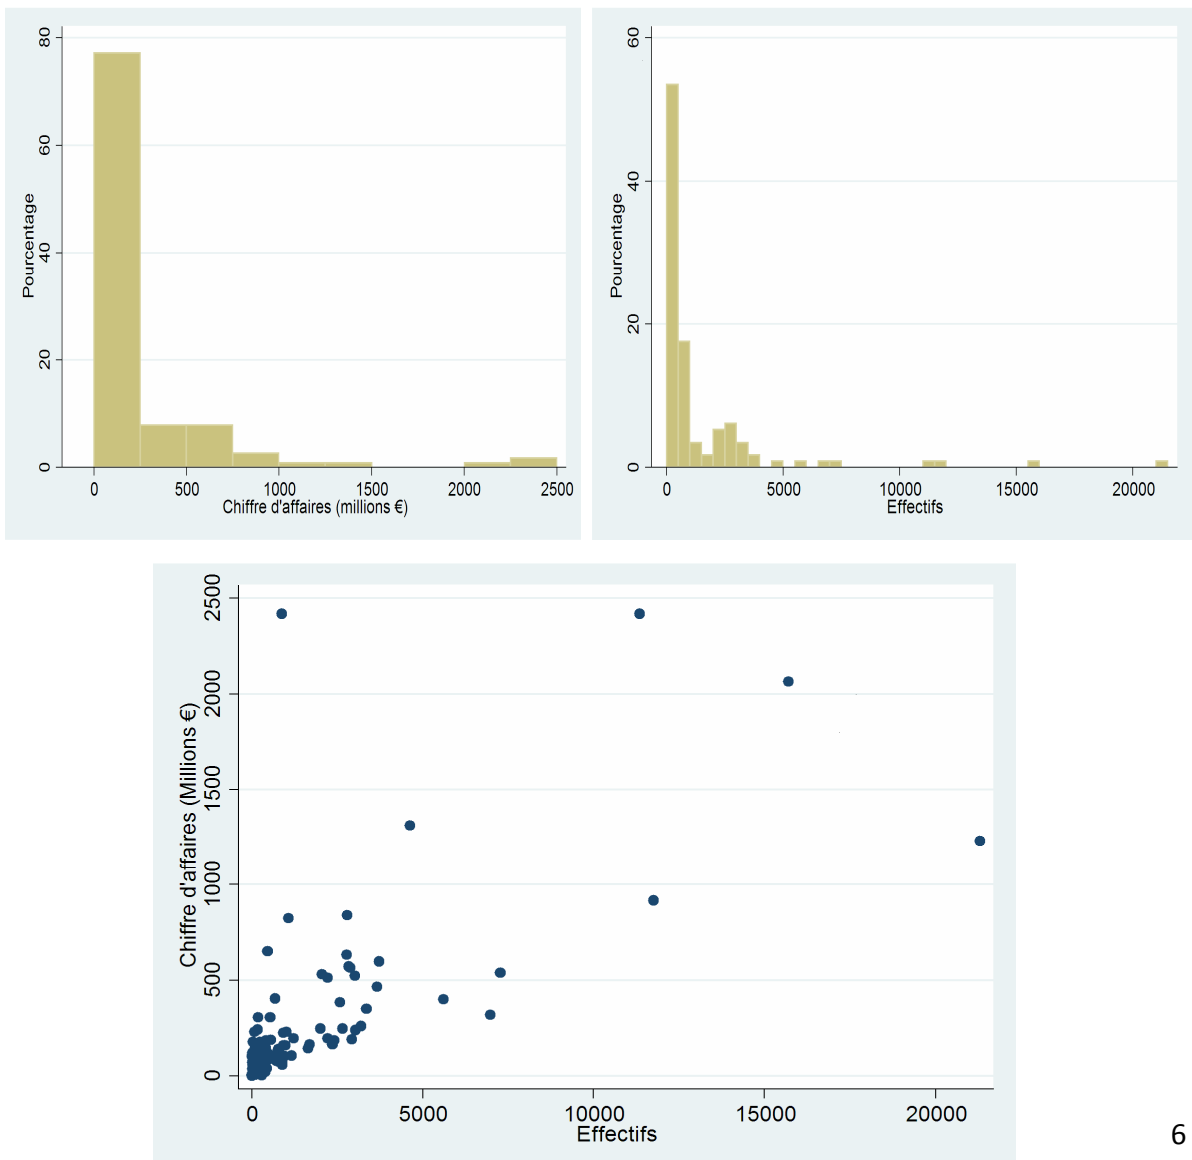 80
60
40
20
0
Pourcentage
0 500 1000 1500 2000 2500
Chiffre d'affaires (millions €)
60
40
20
0
Pourcentage
0 5000 10000 15000 20000
Effectifs
2500
2000
1500
1000
500
0
Chiffre d'affaires (Millions €)
0 5000 10000 15000 20000
Effectifs
6